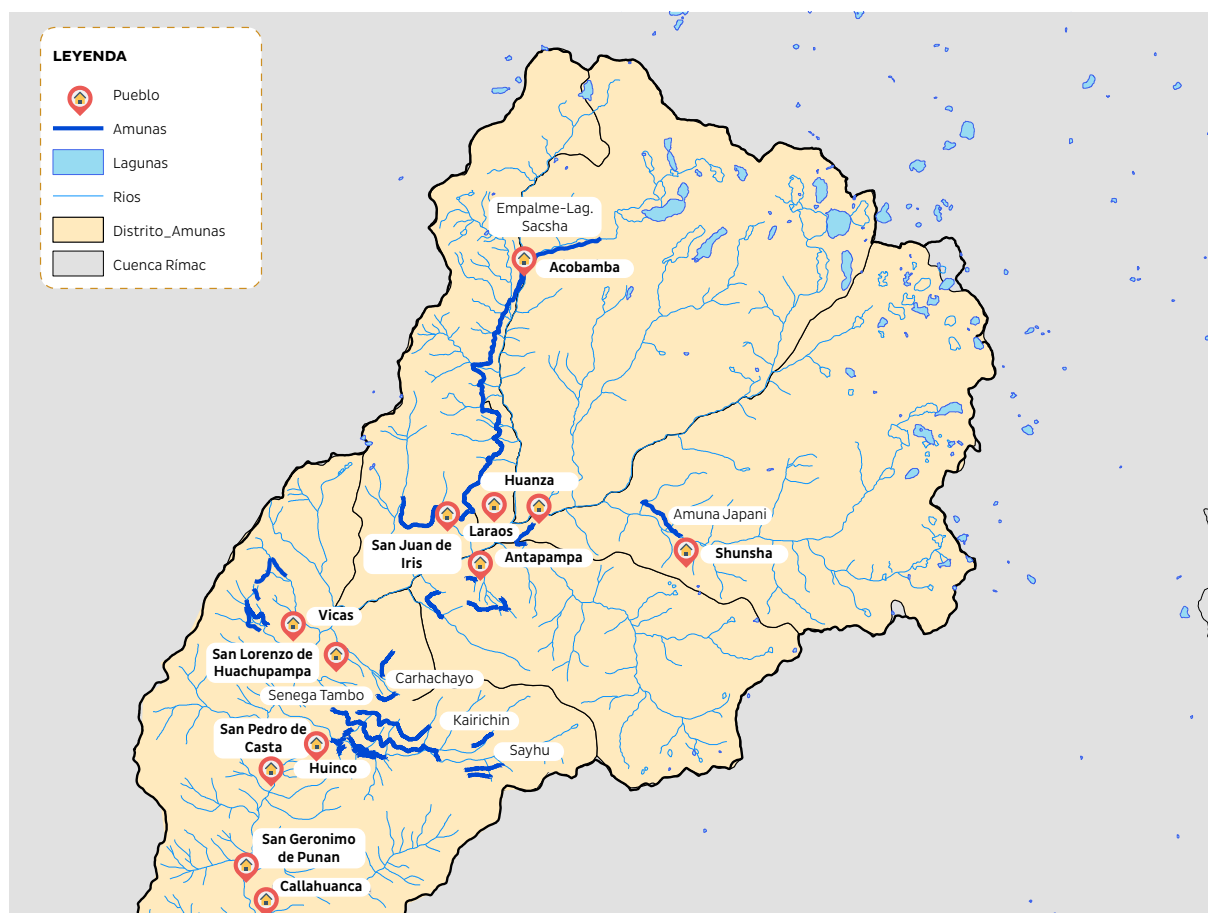 LEYENDA
Pueblo
Amunas
Lagunas
Rios
Distrito_Amunas
Cuenca Rímac
Empalme-Lag.
Sacsha
Acobamba
Huanza
Laraos
San Juan de
Iris
Antapampa
Amuna Japani
Shunsha
Vicas
San Lorenzo de
Huachupampa
Carhachayo
Senega Tambo
Kairichin
San Pedro de
Casta
Sayhu
Huinco
San Geronimo
de Punan
Callahuanca